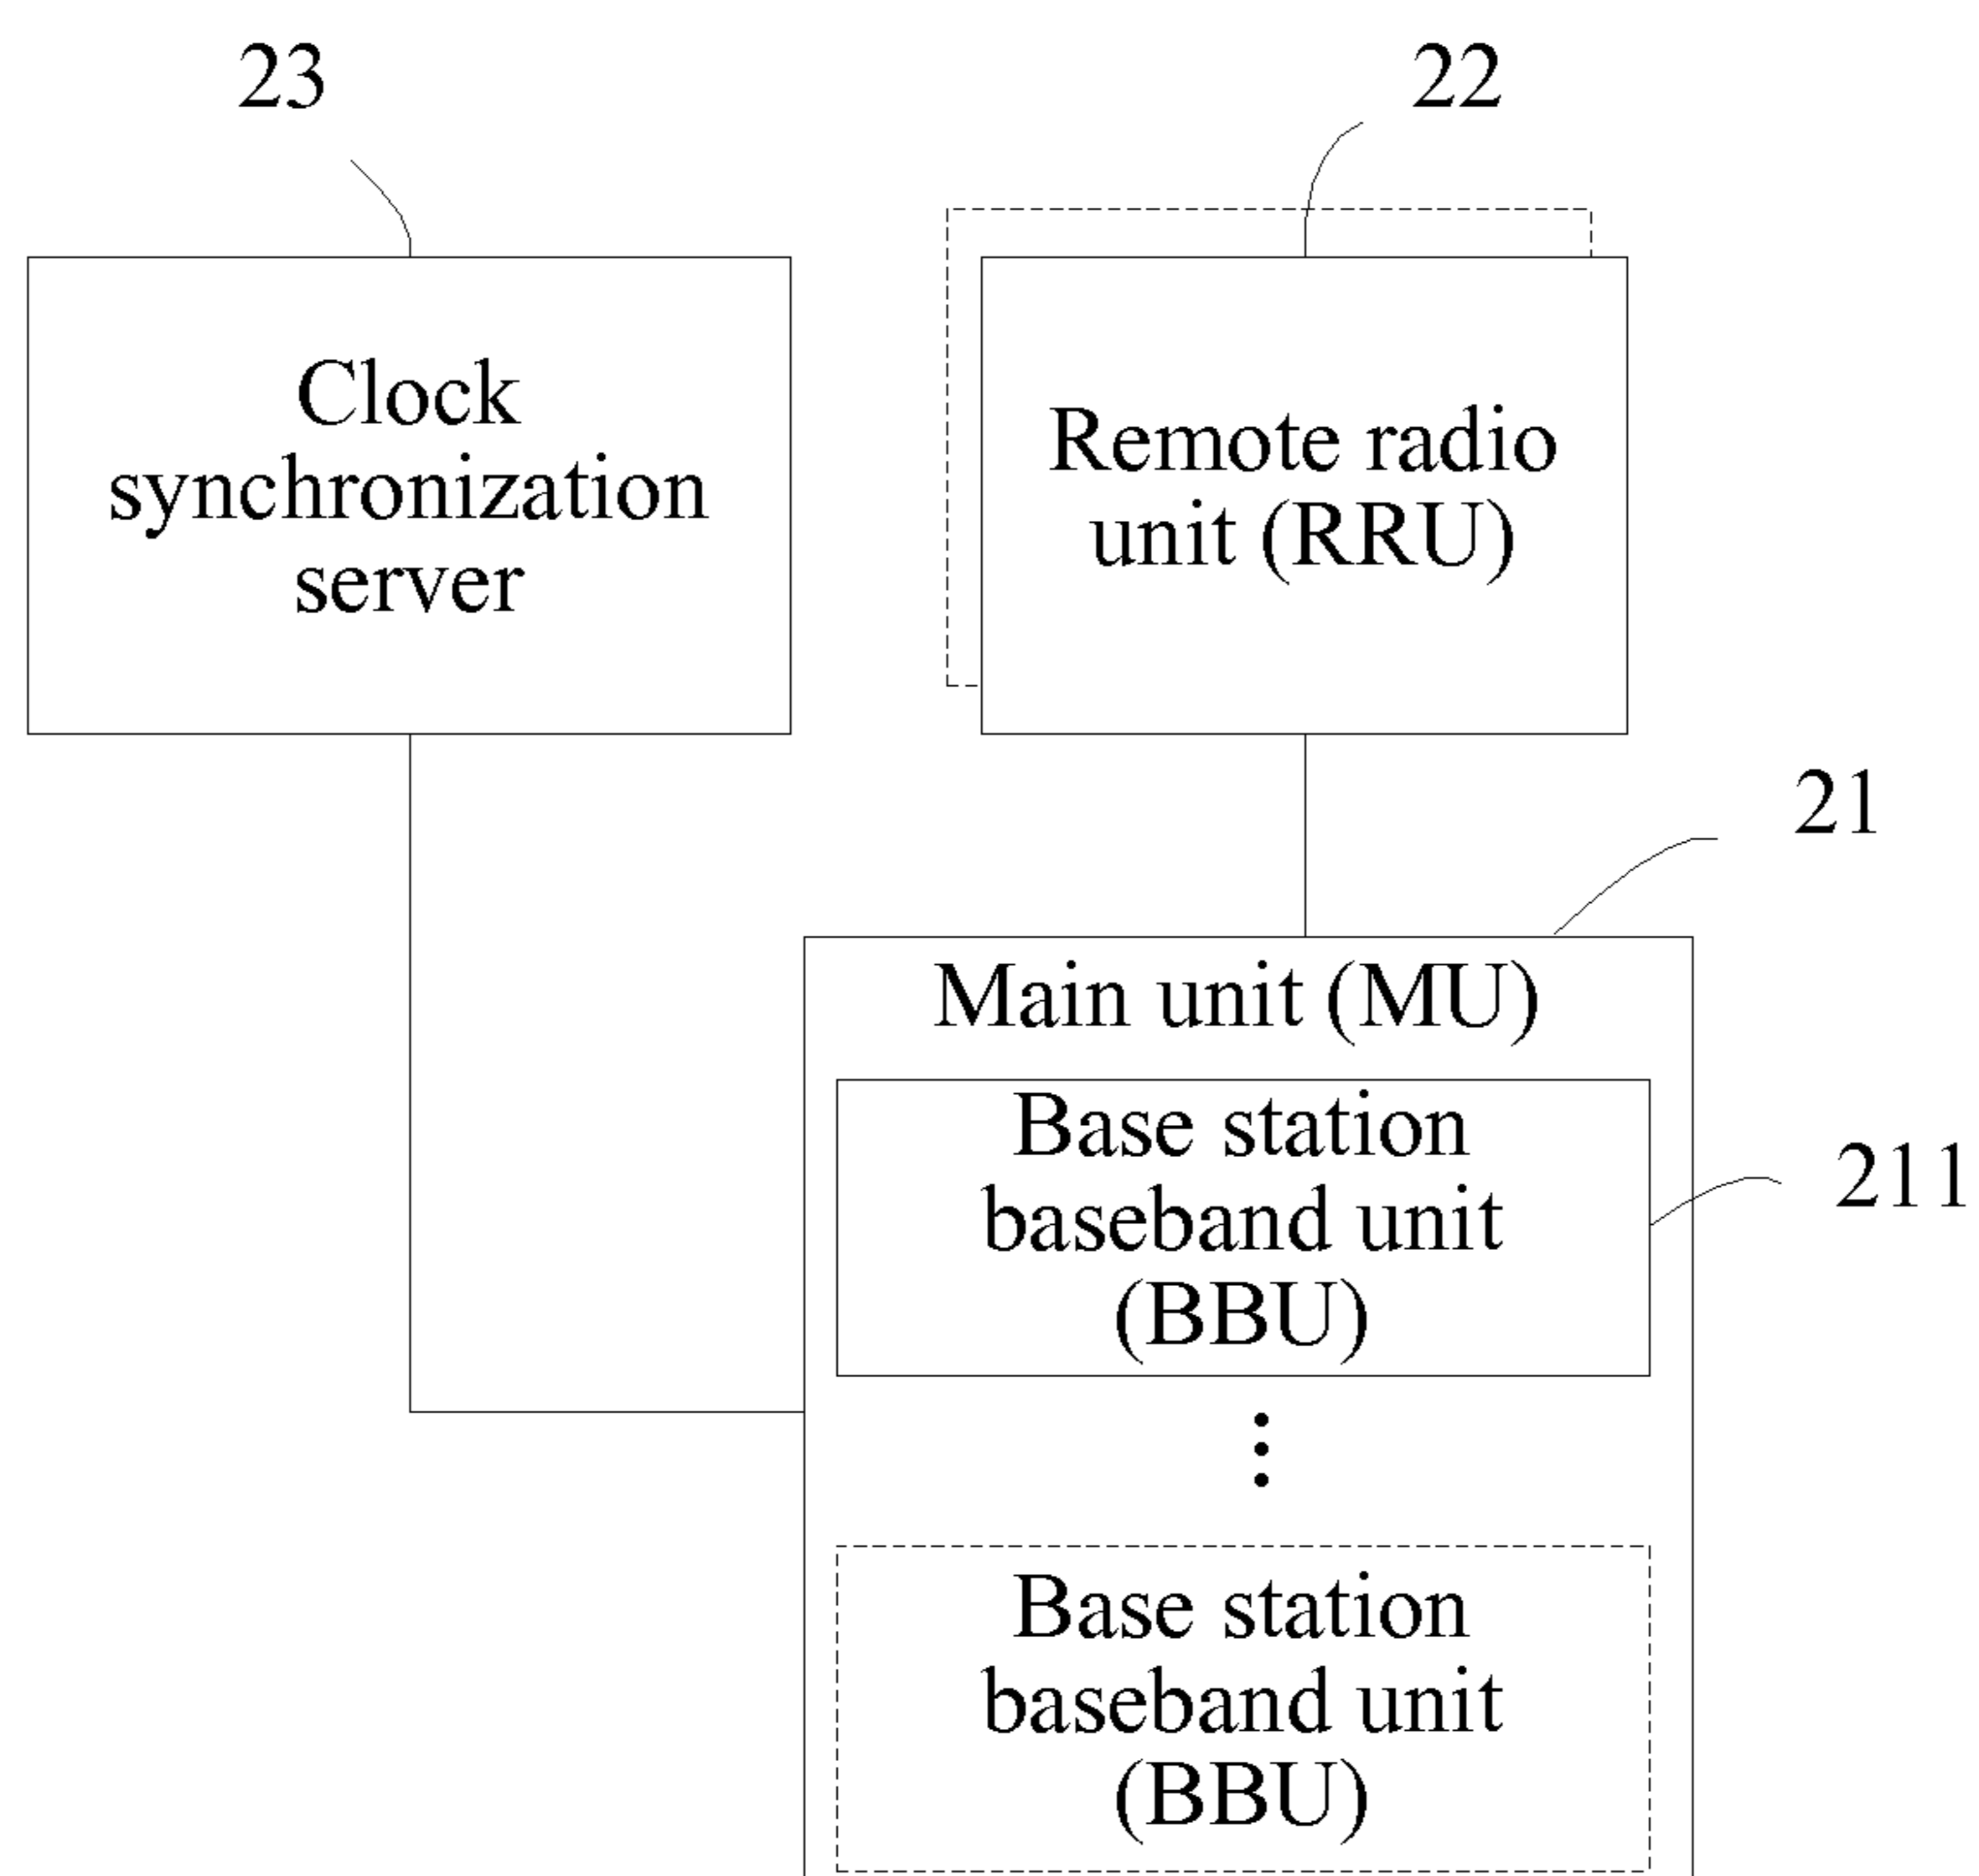 23
22
Clock
synchronization
server
Remote radio
unit (RRU)
21
Main unit (MU)
Base station
baseband unit
(BBU)
211
Base station
baseband unit
(BBU)